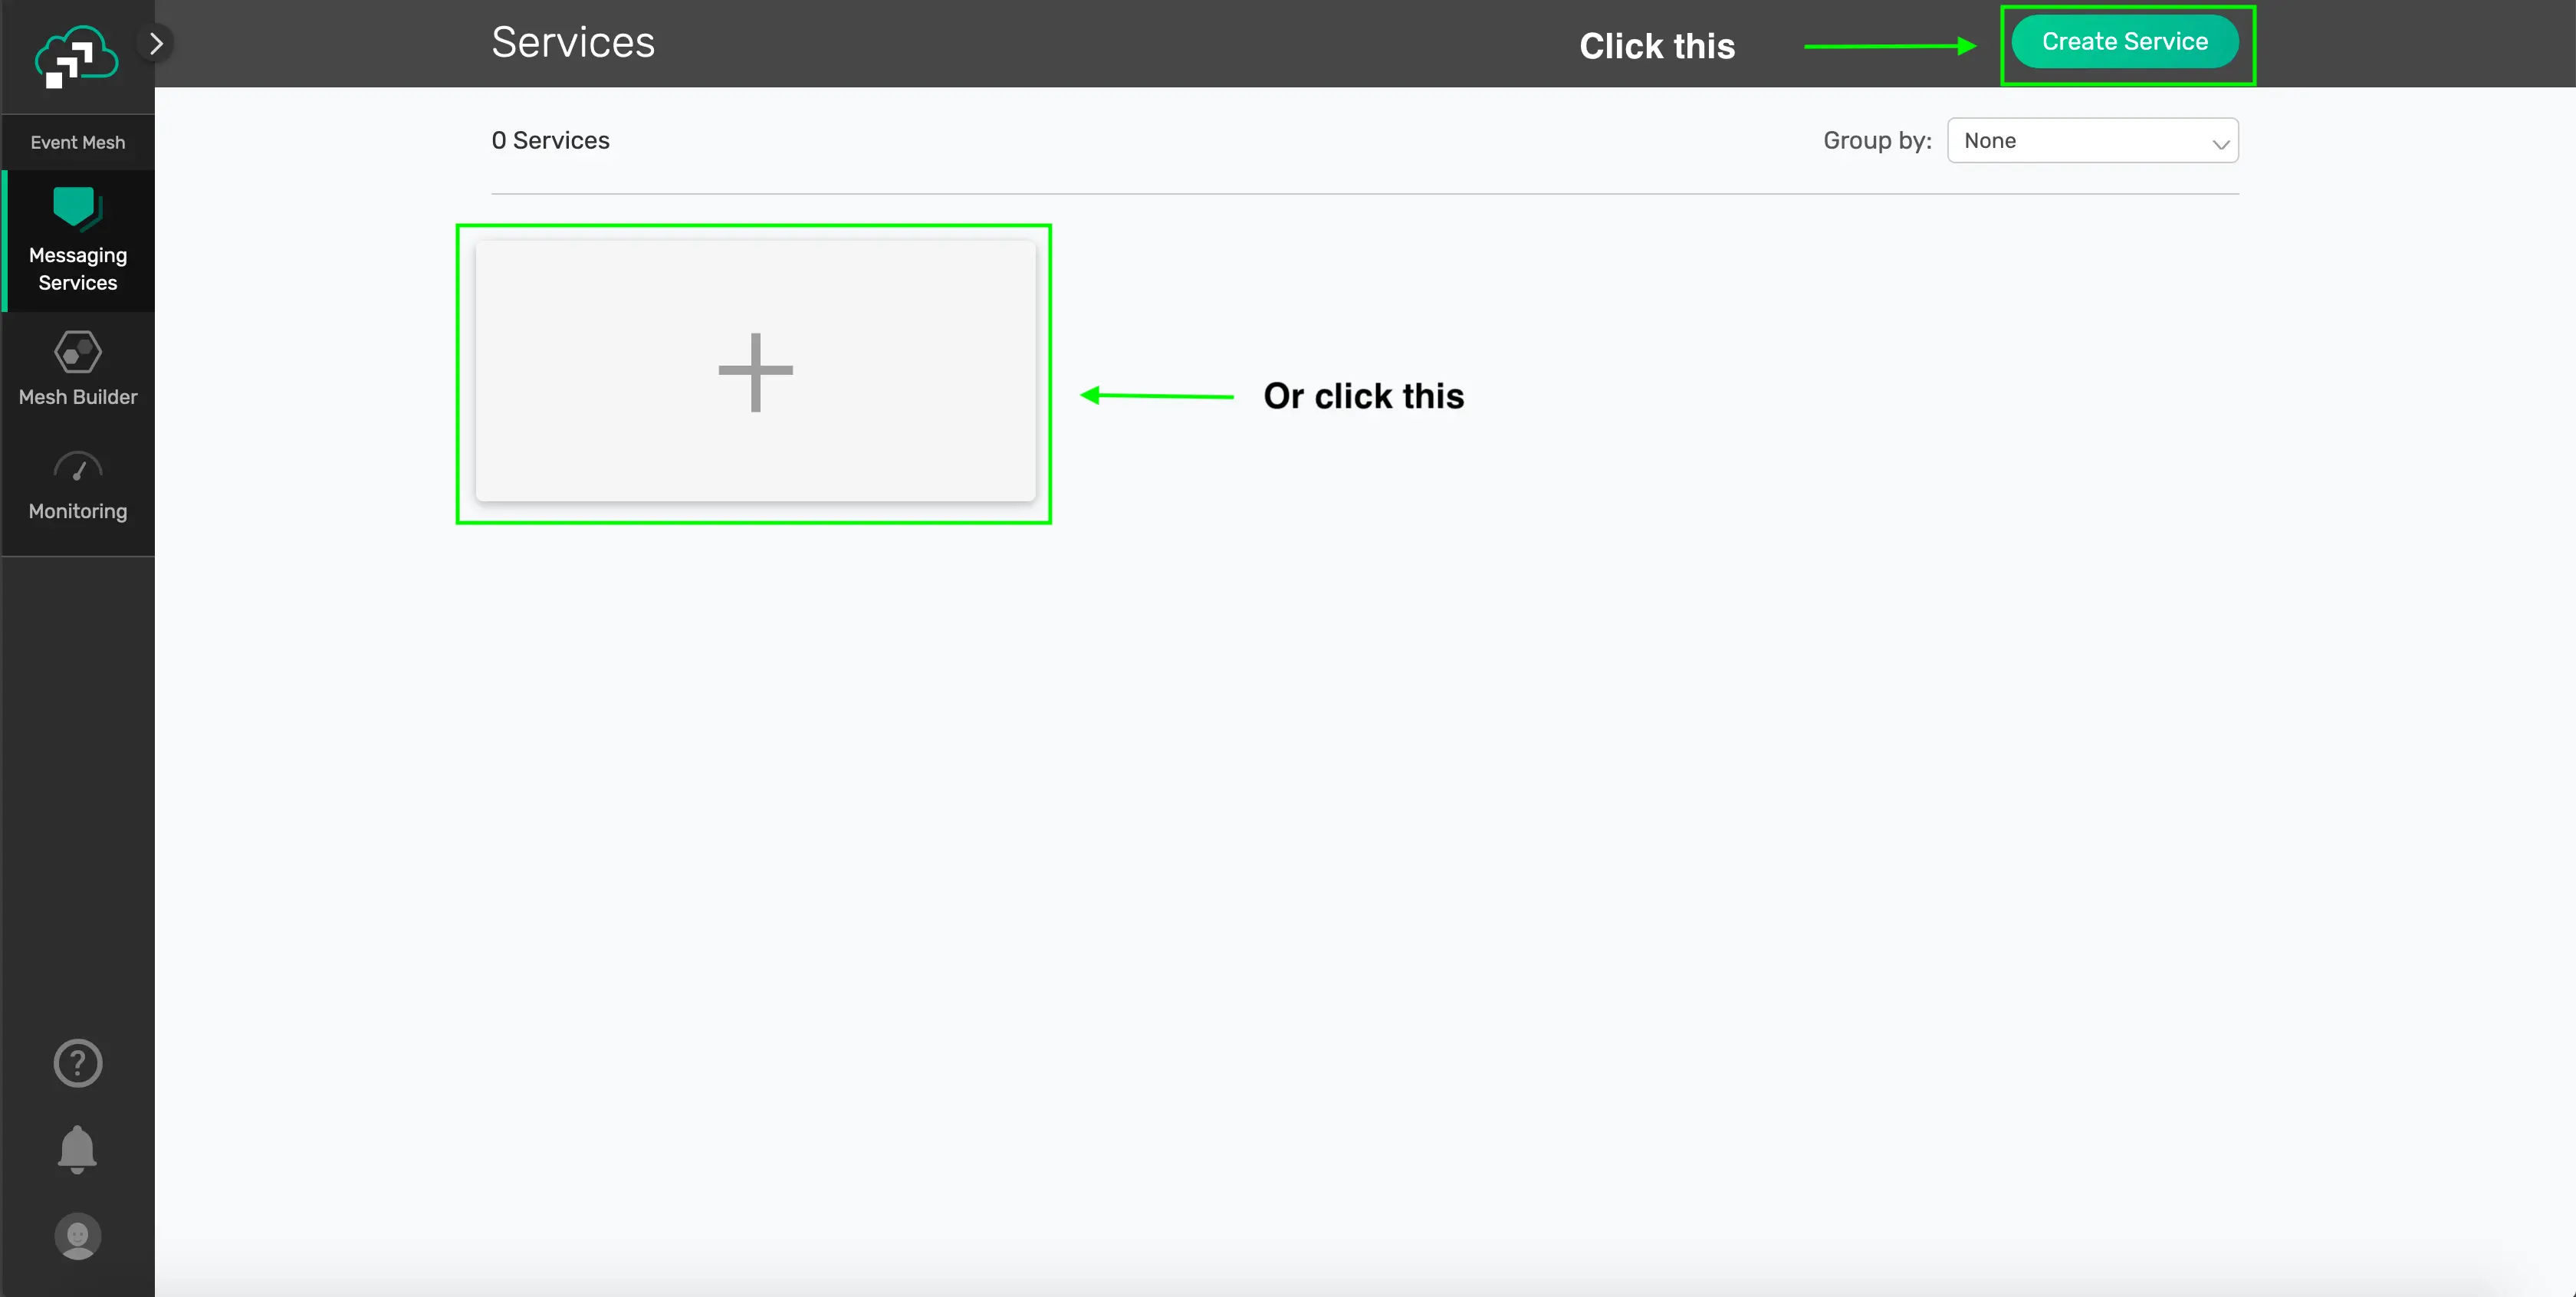 Services
Click this
Create Service
Event Mesh
0 Services
Group by:
None
Messaging
Services
Mesh Builder
Monitoring
Or click this
?